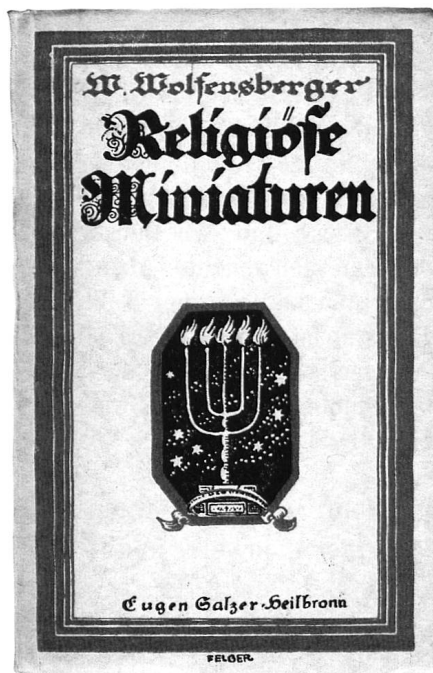 W. Wolfensberger
Religiöse
Miniaturen
Eugen Salzer-Heilbronn
FELGER